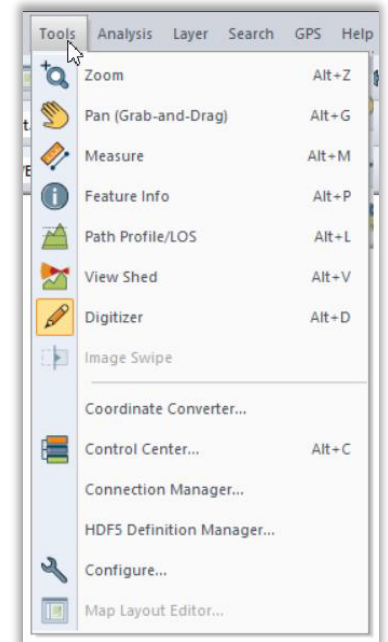 Tools Analysis Layer Search GPS Help
Zoom Alt+Z
Pan (Grab-and-Drag) Alt+G
Measure Alt+M
Feature Info Alt+P
Path Profile/LOS Alt+L
View Shed Alt+V
Digitizer Alt+D
Image Swipe
Coordinate Converter...
Control Center... Alt+C
Connection Manager...
HDF5 Definition Manager...
Configure...
Map Layout Editor...